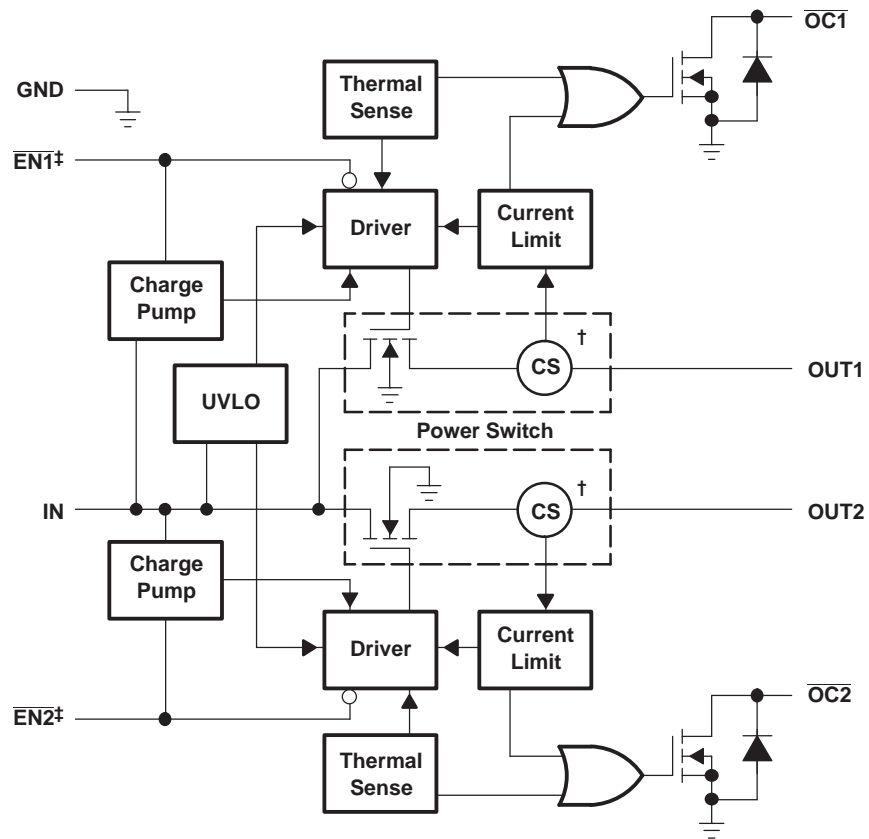 OC1
Thermal
Sense
GND
EN1‡
Driver
Current
Limit
Charge
Pump
†
CS
OUT1
UVLO
Power Switch
†
IN
CS
OUT2
Charge
Pump
Driver
Current
Limit
OC2
EN2‡
Thermal
Sense